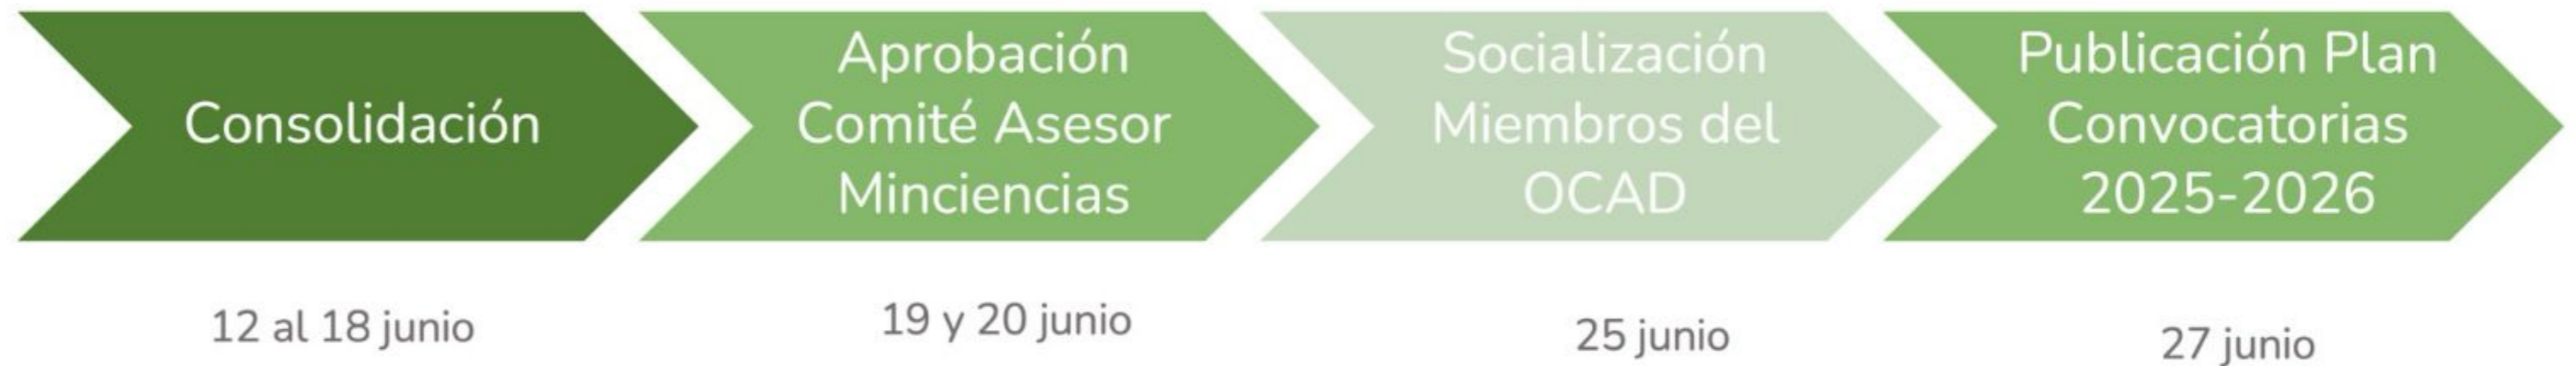 Consolidación
Aprobación
Comité Asesor
Minciencias
Socialización
Miembros del
OCAD
Publicación Plan
Convocatorias
2025-2026
12 al 18 junio
19 y 20 junio
25 junio
27 junio